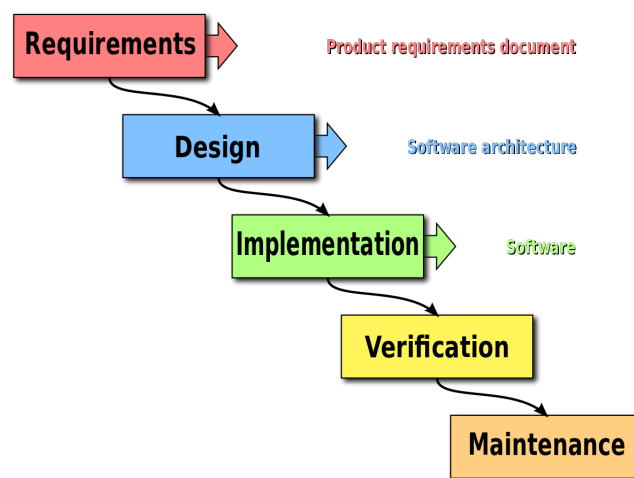 Requirements
Product requirements document
Design
Software architecture
Implementation
Software
Verification
Maintenance